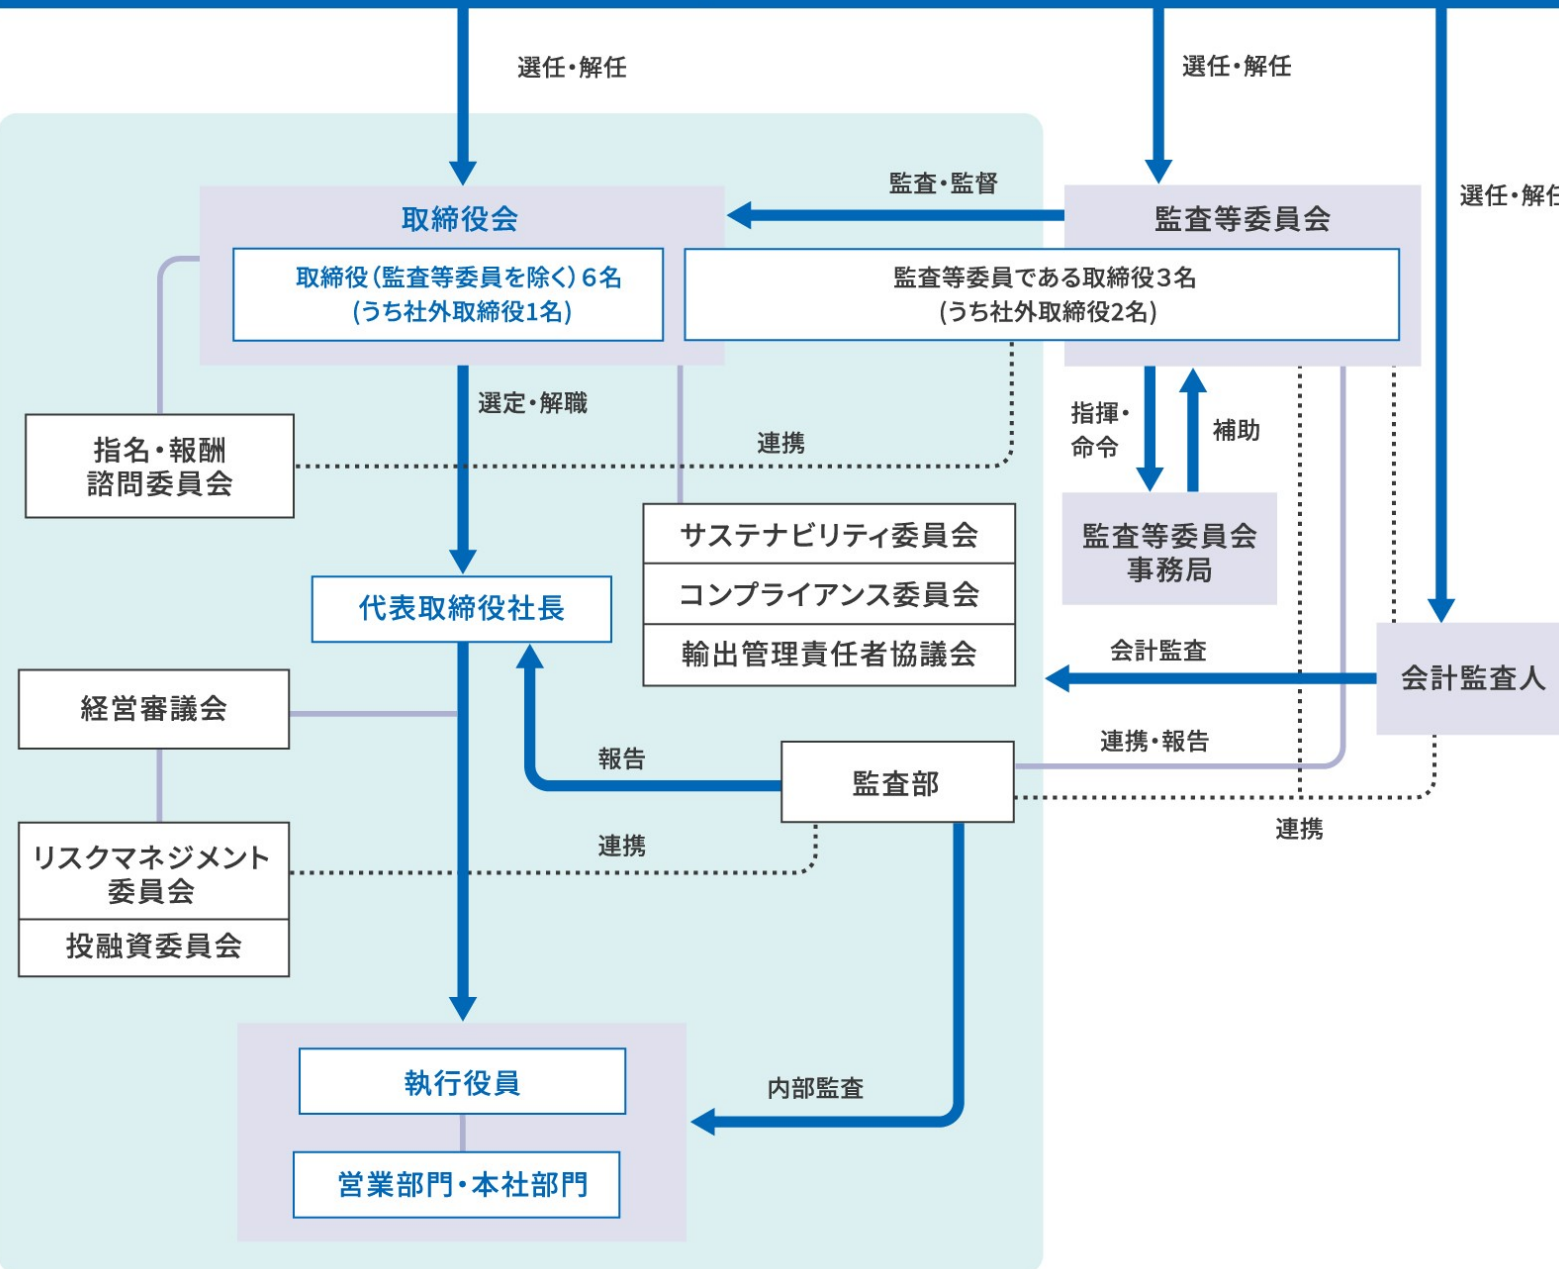 選任・解任
選任・解任
選任・解任
監査・監督
取締役会
取締役(監査等委員を除く)6名
(うち社外取締役1名)
監査等委員会
監査等委員である取締役3名
(うち社外取締役2名)
選定・解職
指揮・
命令
補助
指名・報酬
諮問委員会
連携
サステナビリティ委員会
コンプライアンス委員会
輸出管理責任者協議会
監査等委員会
事務局
代表取締役社長
会計監査
会計監査人
経営審議会
連携・報告
報告
監査部
連携
連携
リスクマネジメント
委員会
投融資委員会
執行役員
内部監査
営業部門・本社部門